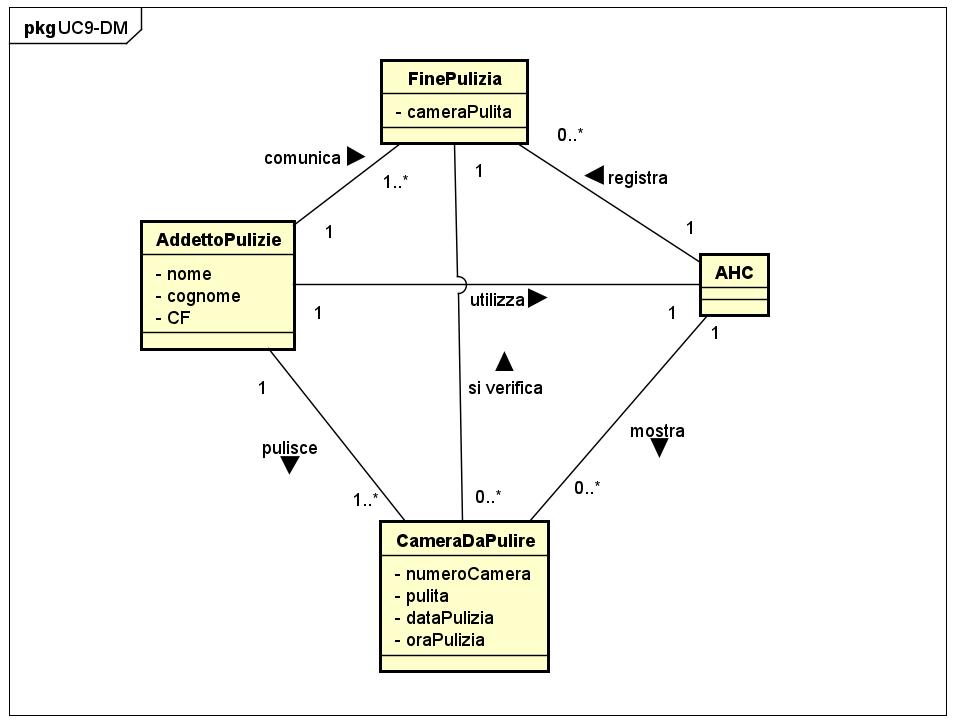 pkg UC9-DM
FinePulizia
- cameraPulita
0..*
comunica
1..*
1
registra
1
1
AddettoPulizie
- nome
- cognome
- CF
AHC
utilizza
1
1
1
si verifica
1
pulisce
mostra
1..*
0..*
0..*
CameraDaPulire
- numeroCamera
- pulita
- dataPulizia
- oraPulizia